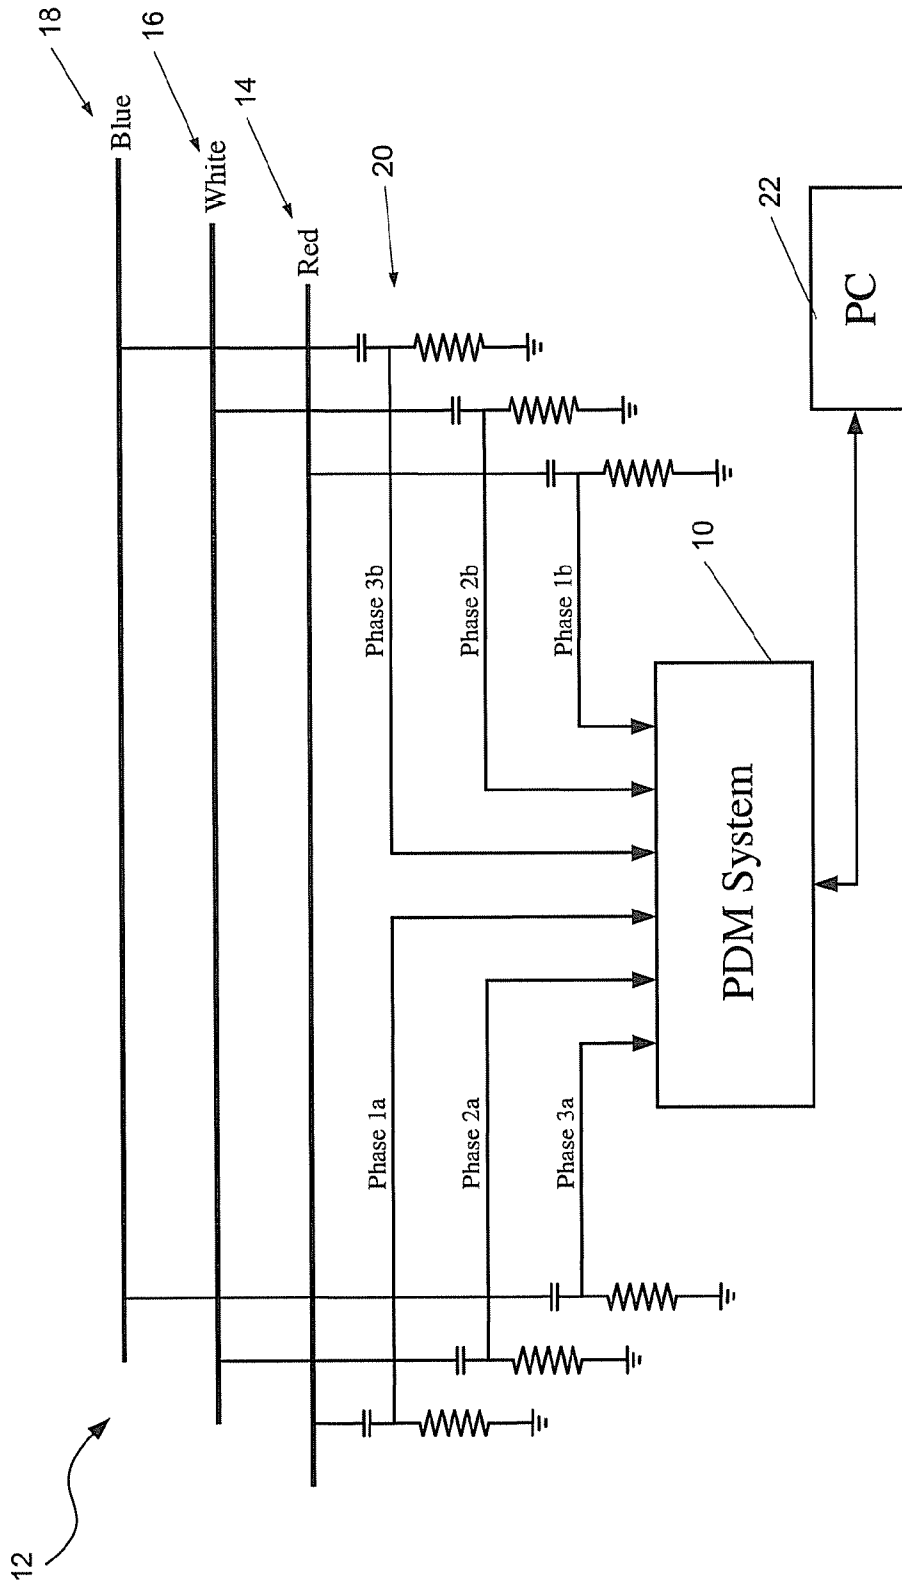 18
Blue
16
White
14
Red
20
22
PC
Phase 3b
Phase 2b
Phase 1b
10
PDM System
Phase 1a
Phase 2a
Phase 3a
12